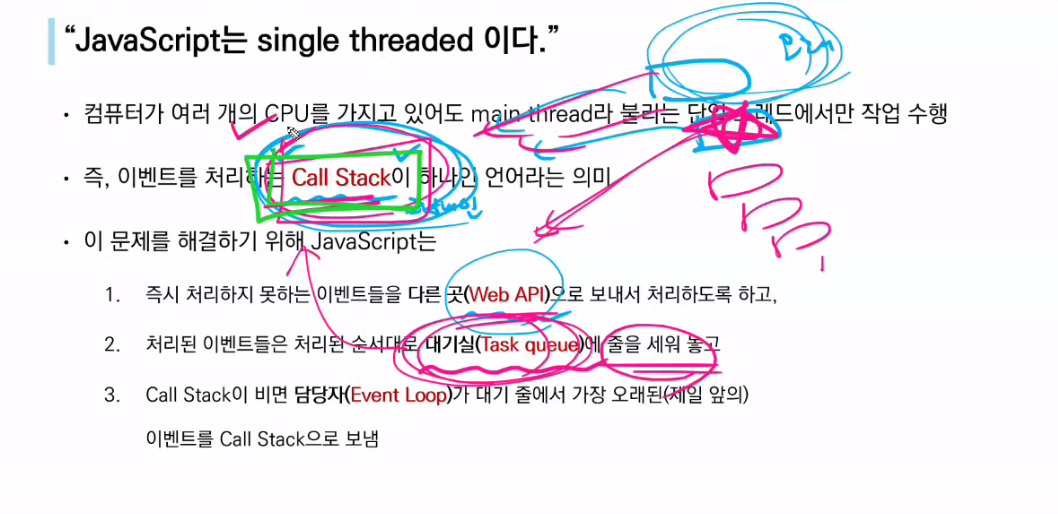 “JavaScript는 single threaded 이다.”
오래
• 컴퓨터가 여러 개의 CPU를 가지고 있어도 main thread라 불리는 단일 스레드에서만 작업 수행
• 즉, 이벤트를 처리하는 Call Stack이 하나인 언어라는 의미
• 이 문제를 해결하기 위해 JavaScript는
1. 즉시 처리하지 못하는 이벤트들을 다른 곳(Web API)으로 보내서 처리하도록 하고,
2. 처리된 이벤트들은 처리된 순서대로 대기실(Task queue)에 줄을 세워 놓고
3. Call Stack이 비면 담당자(Event Loop)가 대기 줄에서 가장 오래된(제일 앞의)
이벤트를 Call Stack으로 보냄